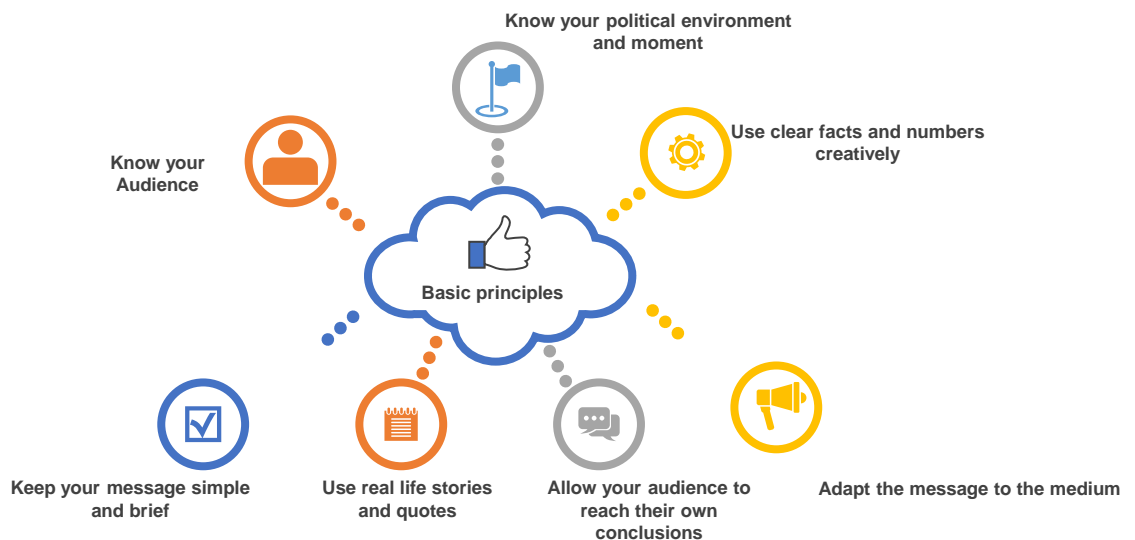 Know your political environment
and moment
Use clear facts and numbers
creatively
Know your
Audience
Basic principles
Keep your message simple
and brief
Use real life stories
and quotes
Allow your audience to
reach their own
conclusions
Adapt the message to the medium